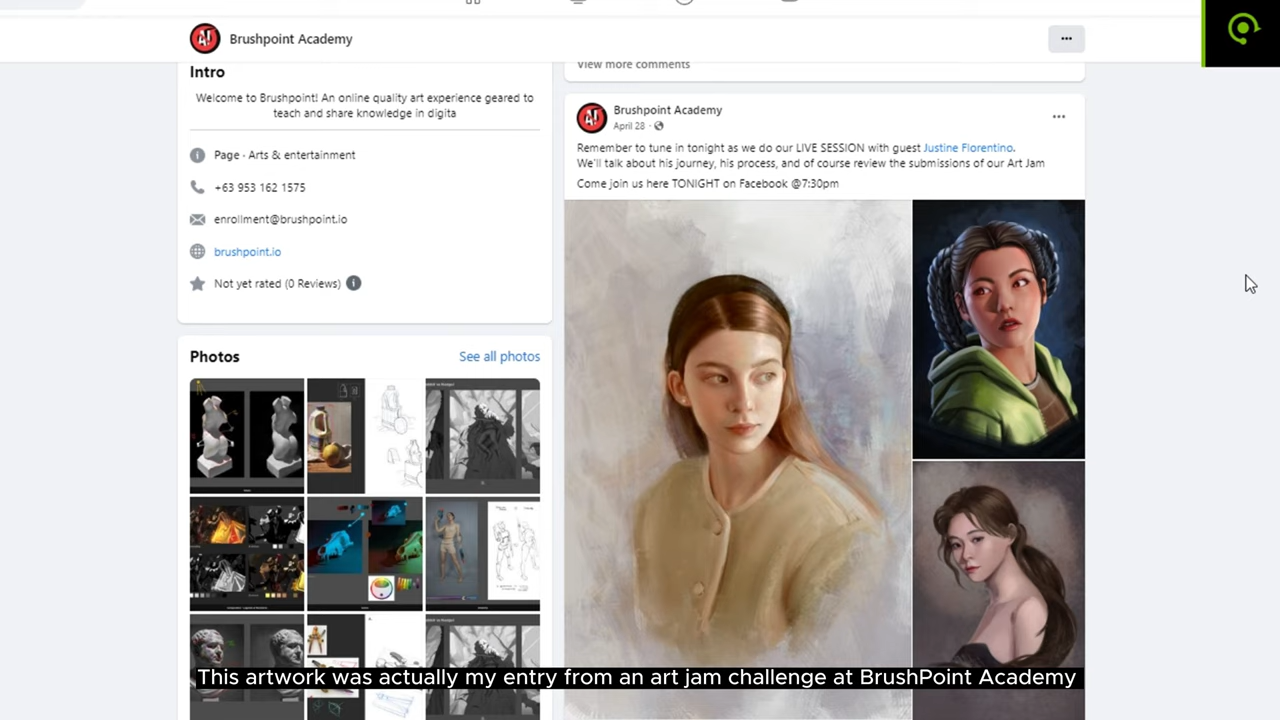 Brushpoint Academy
Intro
Welcome to Brushpoint! An online quality art experience geared to
teach and share knowledge in digita
Page · Arts & entertainment
+63 953 162 1575
enrollment@brushpoint.io
brushpoint.io
Not yet rated (0 Reviews)
Photos
See all photos
View more comments
Brushpoint Academy
April 28
Remember to tune in tonight as we do our LIVE SESSION with guest Justine Florentino.
We'll talk about his journey, his process, and of course review the submissions of our Art Jam
Come join us here TONIGHT on Facebook @7:30pm
This artwork was actually my entry from an art jam challenge at BrushPoint Academy